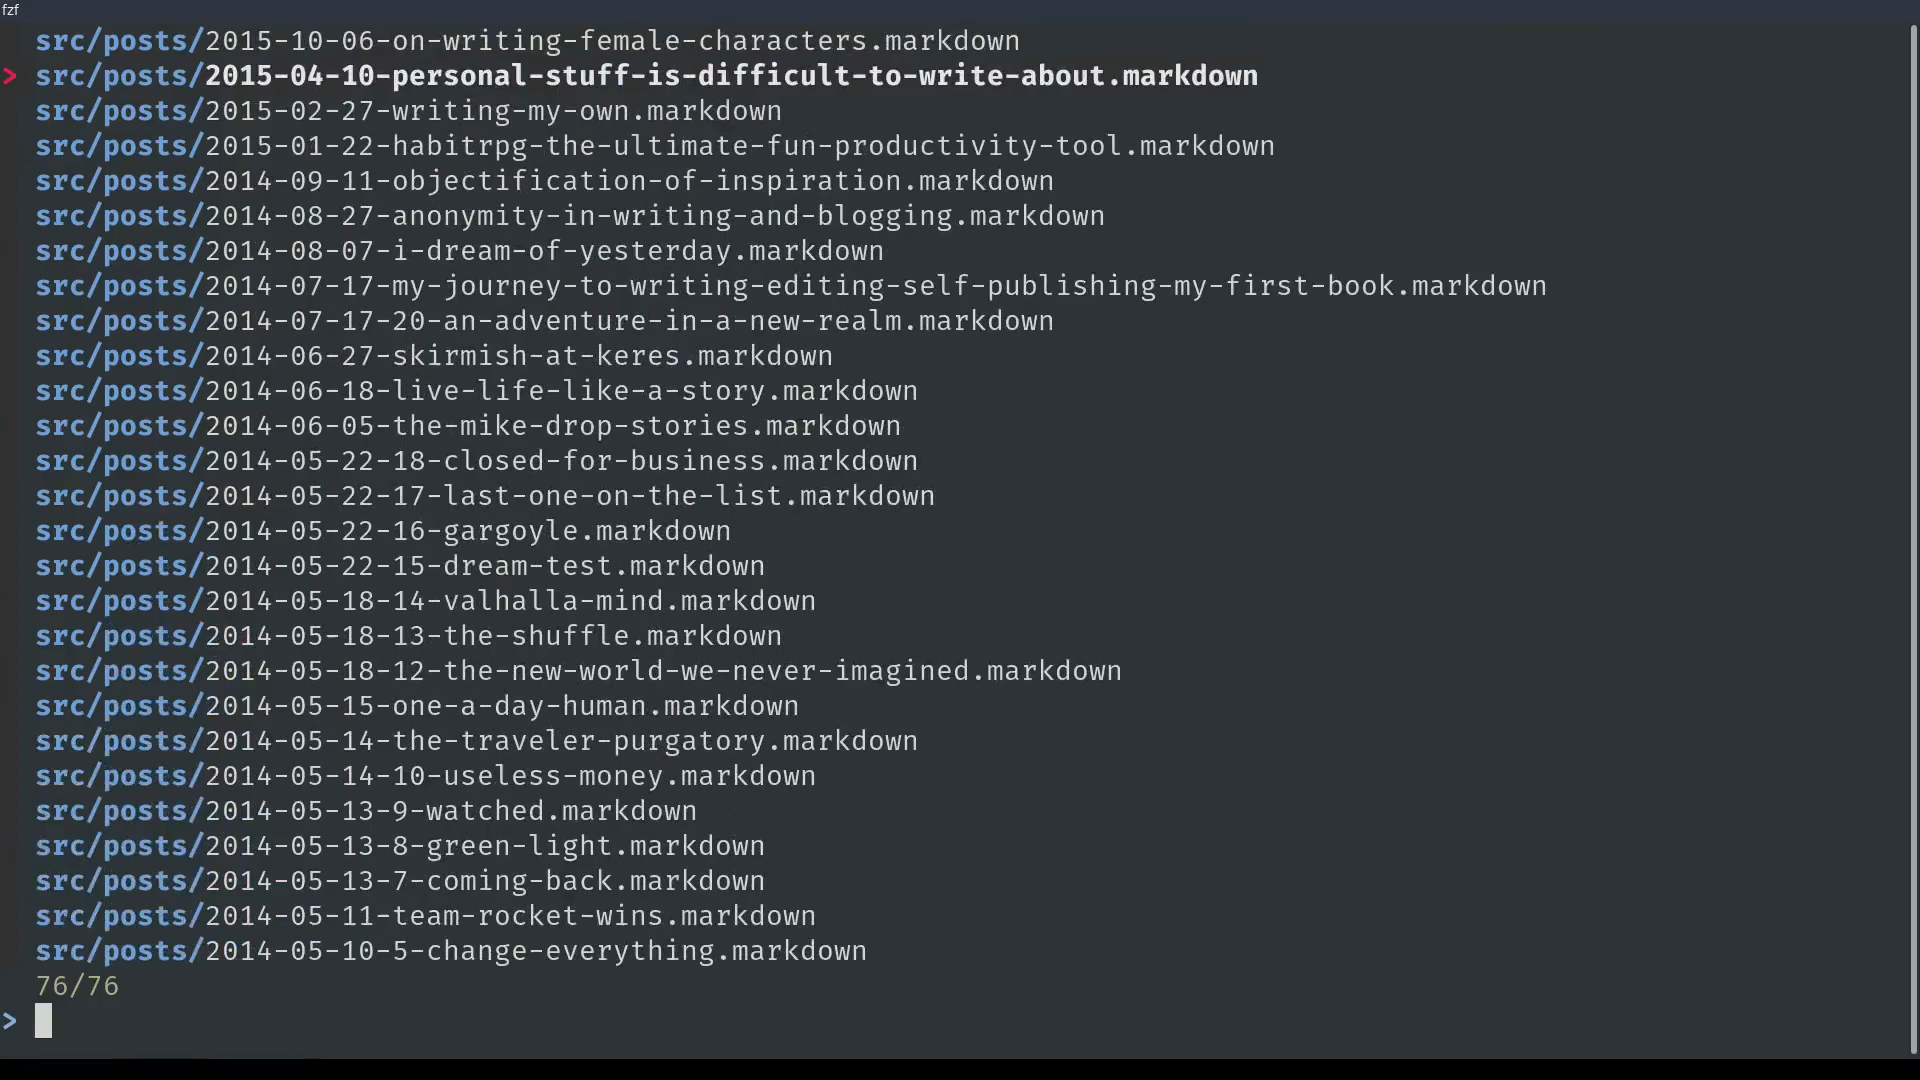 fzf
src/posts/2015-10-06-on-writing-female-characters.markdown
> src/posts/2015-04-10-personal-stuff-is-difficult-to-write-about.markdown
src/posts/2015-02-27-writing-my-own.markdown
src/posts/2015-01-22-habitrpg-the-ultimate-fun-productivity-tool.markdown
src/posts/2014-09-11-objectification-of-inspiration.markdown
src/posts/2014-08-27-anonymity-in-writing-and-blogging.markdown
src/posts/2014-08-07-i-dream-of-yesterday.markdown
src/posts/2014-07-17-my-journey-to-writing-editing-self-publishing-my-first-book.markdown
src/posts/2014-07-17-20-an-adventure-in-a-new-realm.markdown
src/posts/2014-06-27-skirmish-at-keres.markdown
src/posts/2014-06-18-live-life-like-a-story.markdown
src/posts/2014-06-05-the-mike-drop-stories.markdown
src/posts/2014-05-22-18-closed-for-business.markdown
src/posts/2014-05-22-17-last-one-on-the-list.markdown
src/posts/2014-05-22-16-gargoyle.markdown
src/posts/2014-05-22-15-dream-test.markdown
src/posts/2014-05-18-14-valhalla-mind.markdown
src/posts/2014-05-18-13-the-shuffle.markdown
src/posts/2014-05-18-12-the-new-world-we-never-imagined.markdown
src/posts/2014-05-15-one-a-day-human.markdown
src/posts/2014-05-14-the-traveler-purgatory.markdown
src/posts/2014-05-14-10-useless-money.markdown
src/posts/2014-05-13-9-watched.markdown
src/posts/2014-05-13-8-green-light.markdown
src/posts/2014-05-13-7-coming-back.markdown
src/posts/2014-05-11-team-rocket-wins.markdown
src/posts/2014-05-10-5-change-everything.markdown
76/76
>